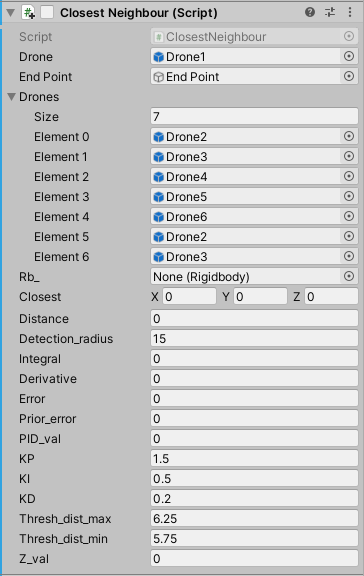 Closest Neighbour (Script)
Script ClosestNeighbour
Drone Drone1
End Point End Point
Drones
Size 7
Element 0 Drone2
Element 1 Drone3
Element 2 Drone4
Element 3 Drone5
Element 4 Drone6
Element 5 Drone2
Element 6 Drone3
Rb_ None (Rigidbody)
Closest X 0 Y 0 Z 0
Distance 0
Detection_radius 15
Integral 0
Derivative 0
Error 0
Prior_error 0
PID_val 0
KP 1.5
KI 0.5
KD 0.2
Thresh_dist_max 6.25
Thresh_dist_min 5.75
Z_val 0